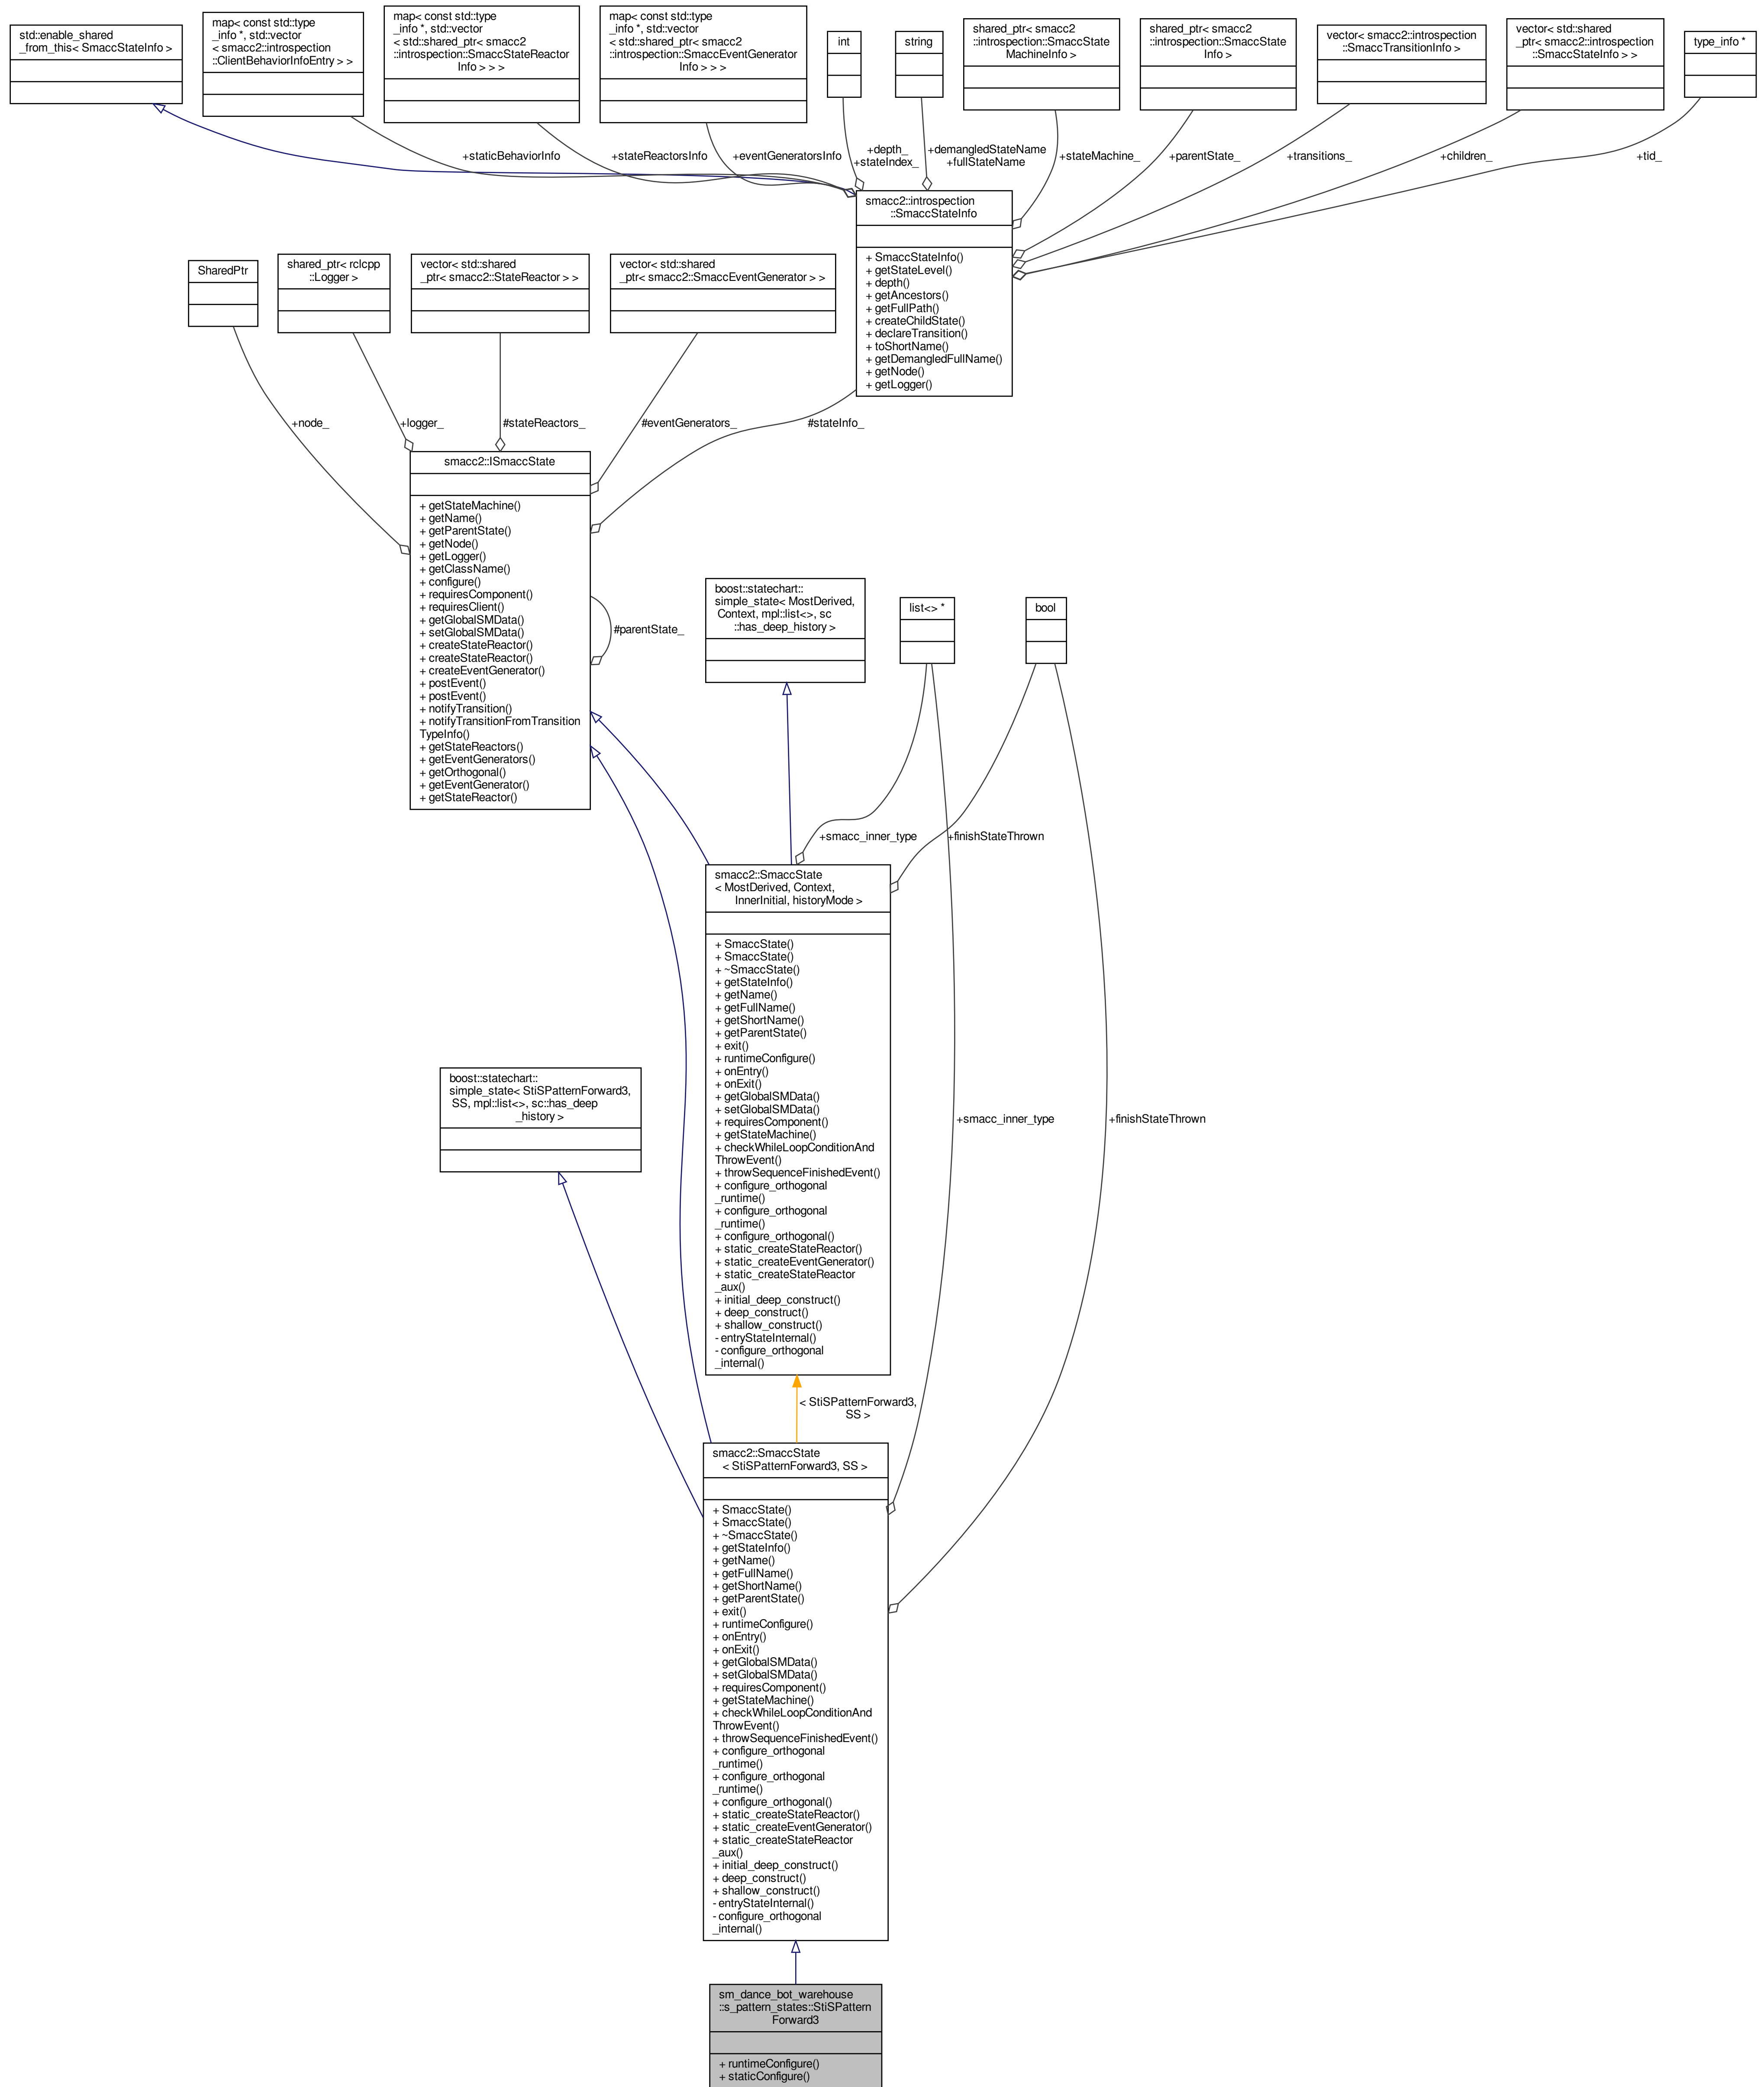 std::enable_shared
_from_this< SmaccStateInfo >
map< const std::type
_info *, std::vector
< smacc2::introspection
::ClientBehaviorInfoEntry > >
map< const std::type
_info *, std::vector
< std::shared_ptr< smacc2
::introspection::SmaccStateReactor
Info > > >
map< const std::type
_info *, std::vector
< std::shared_ptr< smacc2
::introspection::SmaccEventGenerator
Info > > >
int
string
shared_ptr< smacc2
::introspection::SmaccState
MachineInfo >
shared_ptr< smacc2
::introspection::SmaccState
Info >
vector< smacc2::introspection
::SmaccTransitionInfo >
vector< std::shared
_ptr< smacc2::introspection
::SmaccStateInfo > >
type_info *
+staticBehaviorInfo
+stateReactorsInfo
+eventGeneratorsInfo
+depth_
+stateIndex_
+demangledStateName
+fullStateName
+stateMachine_
+parentState_
+transitions_
+children_
+tid_
smacc2::introspection
::SmaccStateInfo
+ SmaccStateInfo()
+ getStateLevel()
+ depth()
+ getAncestors()
+ getFullPath()
+ createChildState()
+ declareTransition()
+ toShortName()
+ getDemangledFullName()
+ getNode()
+ getLogger()
SharedPtr
shared_ptr< rclcpp
::Logger >
vector< std::shared
_ptr< smacc2::StateReactor > >
vector< std::shared
_ptr< smacc2::SmaccEventGenerator > >
+node_
+logger_
#stateReactors_
#eventGenerators_
#stateInfo_
smacc2::ISmaccState
+ getStateMachine()
+ getName()
+ getParentState()
+ getNode()
+ getLogger()
+ getClassName()
+ configure()
+ requiresComponent()
+ requiresClient()
+ getGlobalSMData()
+ setGlobalSMData()
+ createStateReactor()
+ createStateReactor()
+ createEventGenerator()
+ postEvent()
+ postEvent()
+ notifyTransition()
+ notifyTransitionFromTransition
TypeInfo()
+ getStateReactors()
+ getEventGenerators()
+ getOrthogonal()
+ getEventGenerator()
+ getStateReactor()
#parentState_
boost::statechart::
simple_state< MostDerived,
Context, mpl::list<>, sc
::has_deep_history >
list<> *
bool
+smacc_inner_type
+finishStateThrown
smacc2::SmaccState
< MostDerived, Context,
InnerInitial, historyMode >
+ SmaccState()
+ SmaccState()
+ ~SmaccState()
+ getStateInfo()
+ getName()
+ getFullName()
+ getShortName()
+ getParentState()
+ exit()
+ runtimeConfigure()
+ onEntry()
+ onExit()
+ getGlobalSMData()
+ setGlobalSMData()
+ requiresComponent()
+ getStateMachine()
+ checkWhileLoopConditionAnd
ThrowEvent()
+ throwSequenceFinishedEvent()
+ configure_orthogonal
_runtime()
+ configure_orthogonal
_runtime()
+ configure_orthogonal()
+ static_createStateReactor()
+ static_createEventGenerator()
+ static_createStateReactor
_aux()
+ initial_deep_construct()
+ deep_construct()
+ shallow_construct()
- entryStateInternal()
- configure_orthogonal
_internal()
boost::statechart::
simple_state< StiSPatternForward3,
SS, mpl::list<>, sc::has_deep
_history >
+smacc_inner_type
+finishStateThrown
< StiSPatternForward3,
SS >
smacc2::SmaccState
< StiSPatternForward3, SS >
+ SmaccState()
+ SmaccState()
+ ~SmaccState()
+ getStateInfo()
+ getName()
+ getFullName()
+ getShortName()
+ getParentState()
+ exit()
+ runtimeConfigure()
+ onEntry()
+ onExit()
+ getGlobalSMData()
+ setGlobalSMData()
+ requiresComponent()
+ getStateMachine()
+ checkWhileLoopConditionAnd
ThrowEvent()
+ throwSequenceFinishedEvent()
+ configure_orthogonal
_runtime()
+ configure_orthogonal
_runtime()
+ configure_orthogonal()
+ static_createStateReactor()
+ static_createEventGenerator()
+ static_createStateReactor
_aux()
+ initial_deep_construct()
+ deep_construct()
+ shallow_construct()
- entryStateInternal()
- configure_orthogonal
_internal()
sm_dance_bot_warehouse
::s_pattern_states::StiSPattern
Forward3
+ runtimeConfigure()
+ staticConfigure()